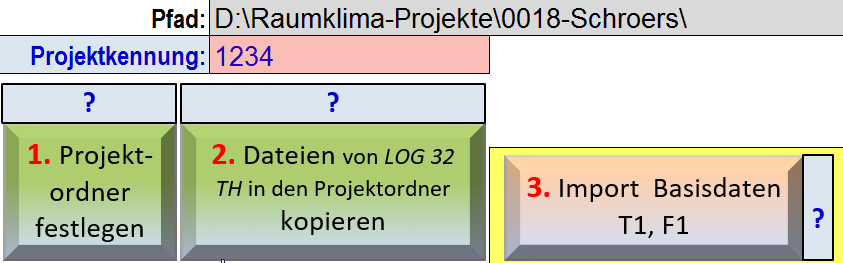 Pfad: D:\Raumklima-Projekte\0018-Schroers\
Projektkennung: 1234
? ?
1. Projekt-
ordner
festlegen
2. Dateien von LOG 32
TH in den Projektordner
kopieren
3. Import Basisdaten
T1, F1
?